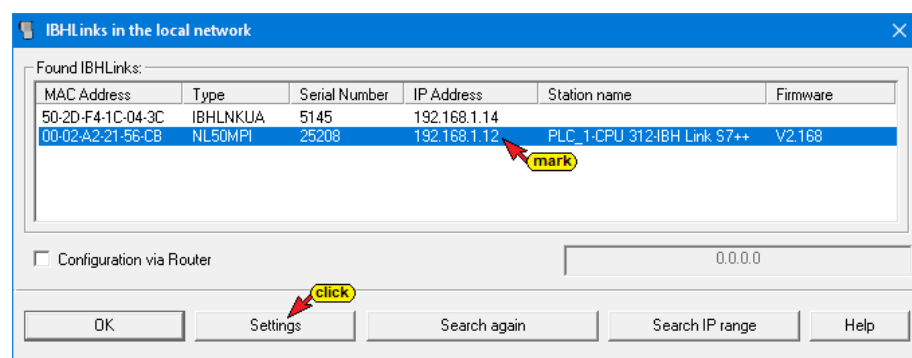 IBHLinks in the local network
Found IBHLinks:
MAC Address Type Serial Number IP Address Station name Firmware
50-2D-F4-1C-04-3C IBHLNKUA 5145 192.168.1.14
00-02-A2-21-56-CB NL50MPI 25208 192.168.1.12 PLC_1-CPU 312-IBH Link S7++ V2.168
mark
Configuration via Router 0.0.0.0
click
OK Settings Search again Search IP range Help